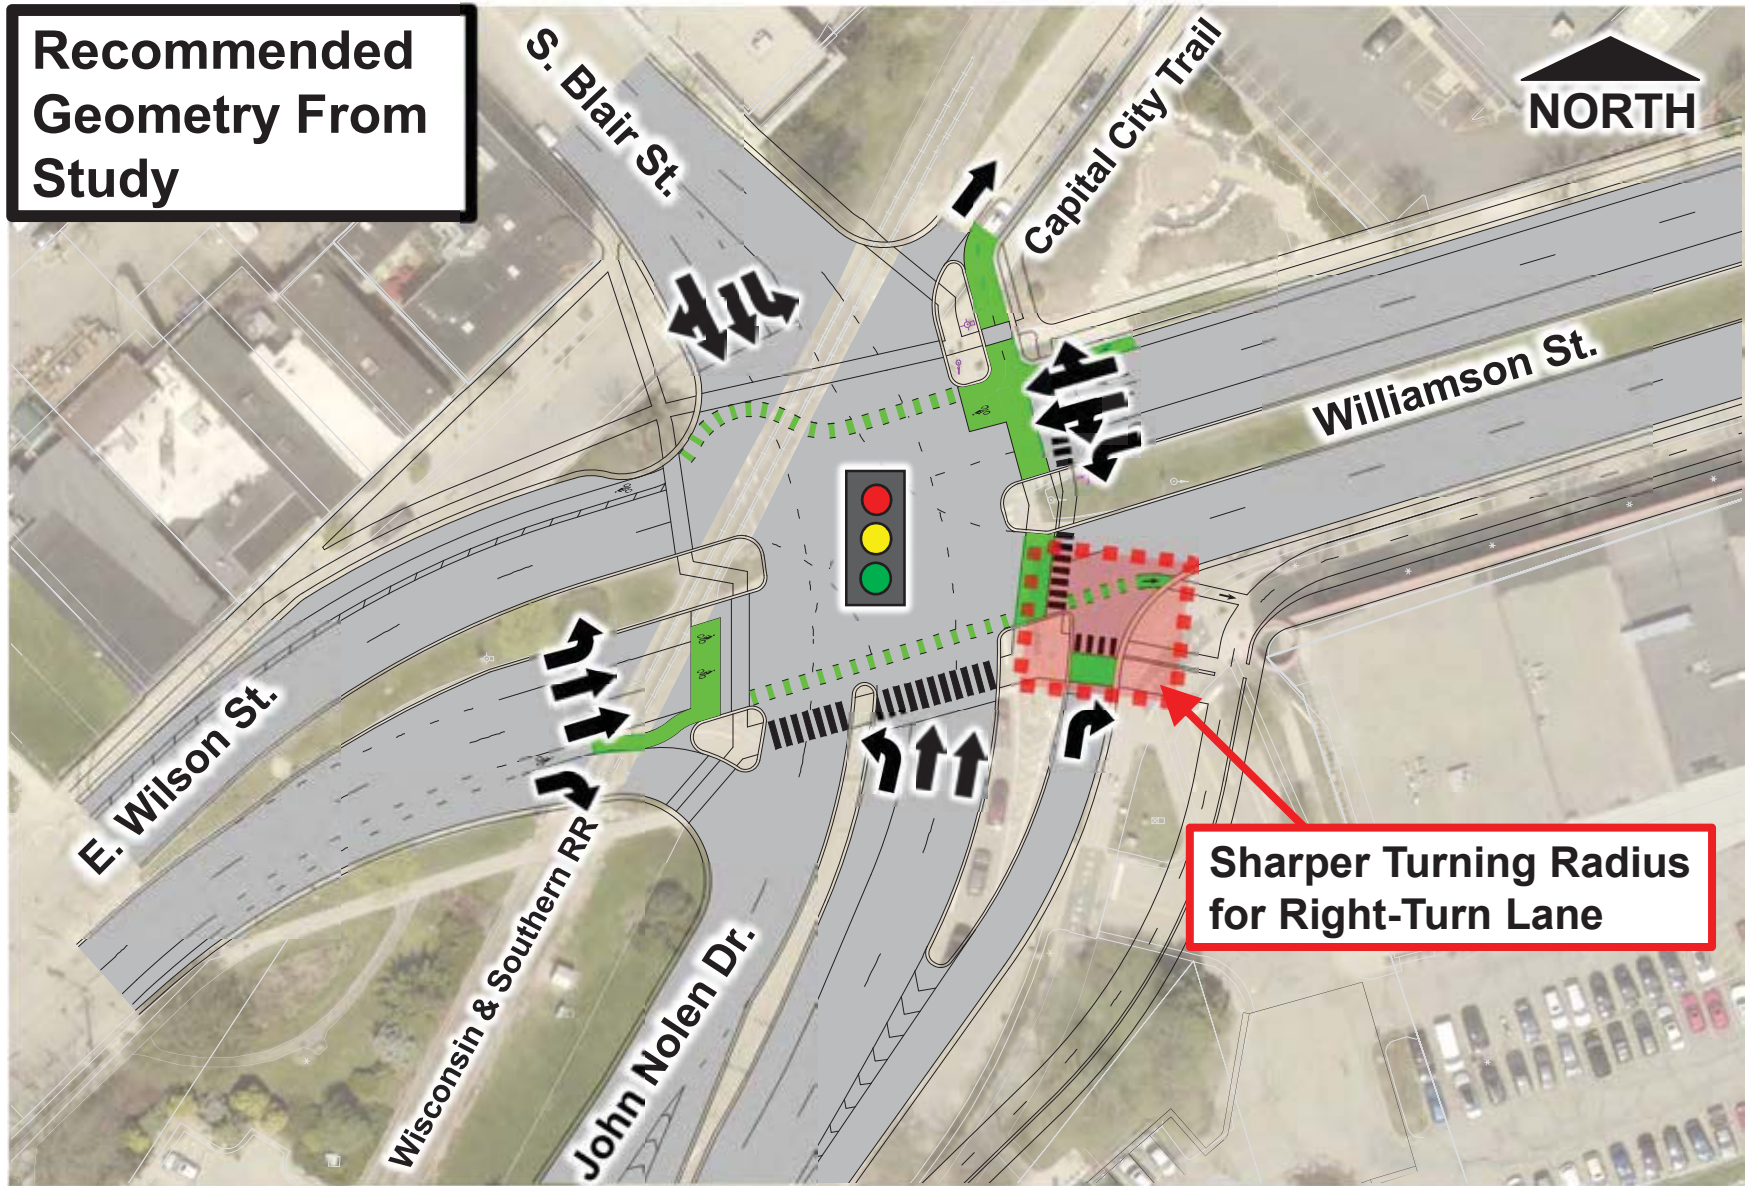 Recommended
Geometry From
Study
S. Blair St.
Capital City Trail
NORTH
Williamson St.
E. Wilson St.
Wisconsin & Southern RR
John Nolen Dr.
Sharper Turning Radius
for Right-Turn Lane